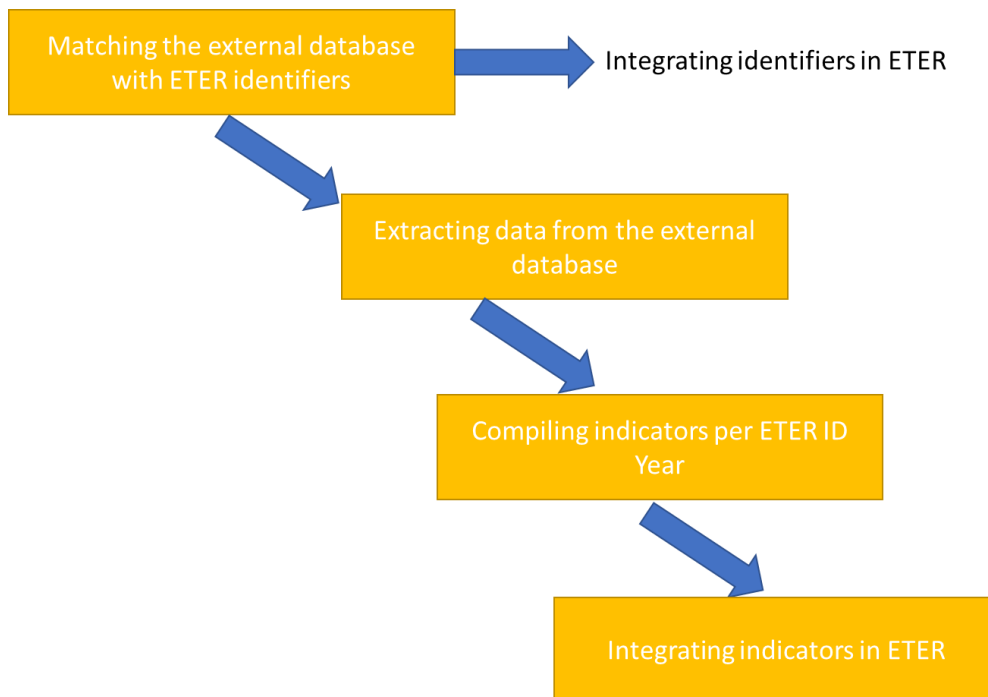 Matching the external database
with ETER identifiers
Integrating identifiers in ETER
Extracting data from the external
database
Compiling indicators per ETER ID
Year
Integrating indicators in ETER